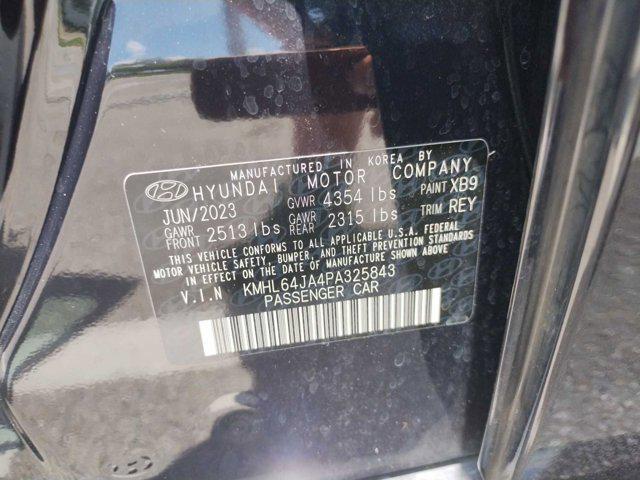 MANUFACTURED IN KOREA BY
HYUNDAI MOTOR COMPANY
JUN/2023 GVWR 4354 lbs PAINT XB9
GAWR FRONT 2513 lbs GAWR REAR 2315 lbs TRIM REY
THIS VEHICLE CONFORMS TO ALL APPLICABLE U.S.A. FEDERAL
MOTOR VEHICLE SAFETY, BUMPER, AND THEFT PREVENTION STANDARDS
IN EFFECT ON THE DATE OF MANUFACTURE SHOWN ABOVE
V.I.N KMHL64JA4PA325843
PASSENGER CAR